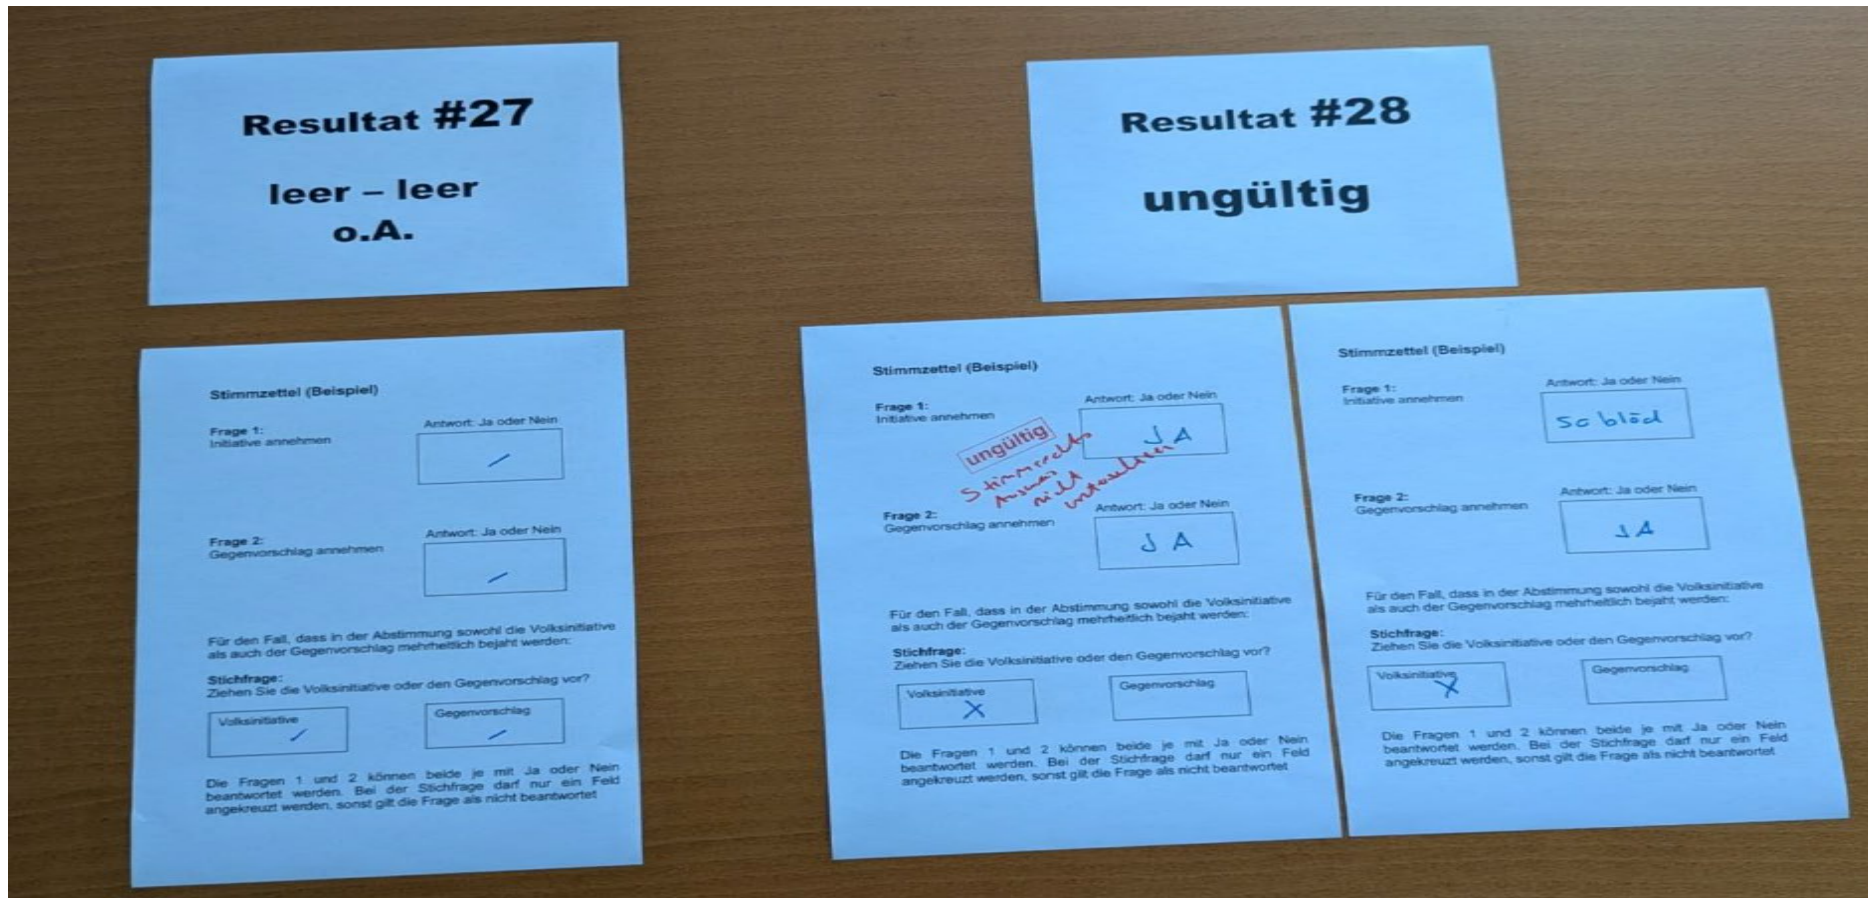 Resultat #27
leer – leer
o.A.
Resultat #28
ungültig
Stimmzettel (Beispiel)
Frage 1:
Initiative annehmen
Antwort: Ja oder Nein
Frage 2:
Gegenvorschlag annehmen
Antwort: Ja oder Nein
Für den Fall, dass in der Abstimmung sowohl die Volksinitiative
als auch der Gegenvorschlag mehrheitlich bejaht werden:
Stichfrage:
Ziehen Sie die Volksinitiative oder den Gegenvorschlag vor?
Volksinitiative
Gegenvorschlag
Die Fragen 1 und 2 können beide je mit Ja oder Nein
beantwortet werden. Bei der Stichfrage darf nur ein Feld
angekreuzt werden, sonst gilt die Frage als nicht beantwortet
Stimmzettel (Beispiel)
Frage 1:
Initiative annehmen
Antwort: Ja oder Nein
JA
ungültig
Stimmrechts
Ausweis
nicht
unterschrieben
Frage 2:
Gegenvorschlag annehmen
Antwort: Ja oder Nein
JA
Für den Fall, dass in der Abstimmung sowohl die Volksinitiative
als auch der Gegenvorschlag mehrheitlich bejaht werden:
Stichfrage:
Ziehen Sie die Volksinitiative oder den Gegenvorschlag vor?
Volksinitiative
X
Gegenvorschlag
Die Fragen 1 und 2 können beide je mit Ja oder Nein
beantwortet werden. Bei der Stichfrage darf nur ein Feld
angekreuzt werden, sonst gilt die Frage als nicht beantwortet
Stimmzettel (Beispiel)
Frage 1:
Initiative annehmen
Antwort: Ja oder Nein
so blöd
Frage 2:
Gegenvorschlag annehmen
Antwort: Ja oder Nein
JA
Für den Fall, dass in der Abstimmung sowohl die Volksinitiative
als auch der Gegenvorschlag mehrheitlich bejaht werden:
Stichfrage:
Ziehen Sie die Volksinitiative oder den Gegenvorschlag vor?
Volksinitiative
X
Gegenvorschlag
Die Fragen 1 und 2 können beide je mit Ja oder Nein
beantwortet werden. Bei der Stichfrage darf nur ein Feld
angekreuzt werden, sonst gilt die Frage als nicht beantwortet